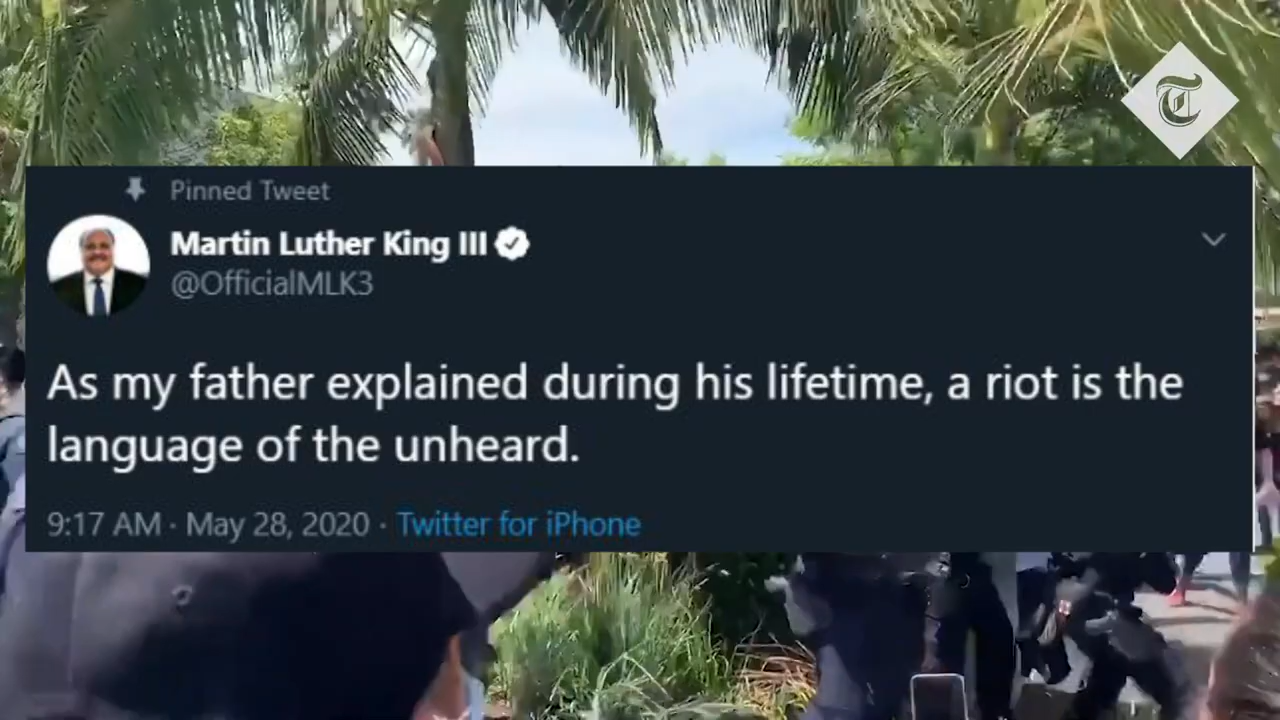 T
Pinned Tweet
Martin Luther King III
@OfficialMLK3
As my father explained during his lifetime, a riot is the
language of the unheard.
9:17 AM · May 28, 2020 · Twitter for iPhone